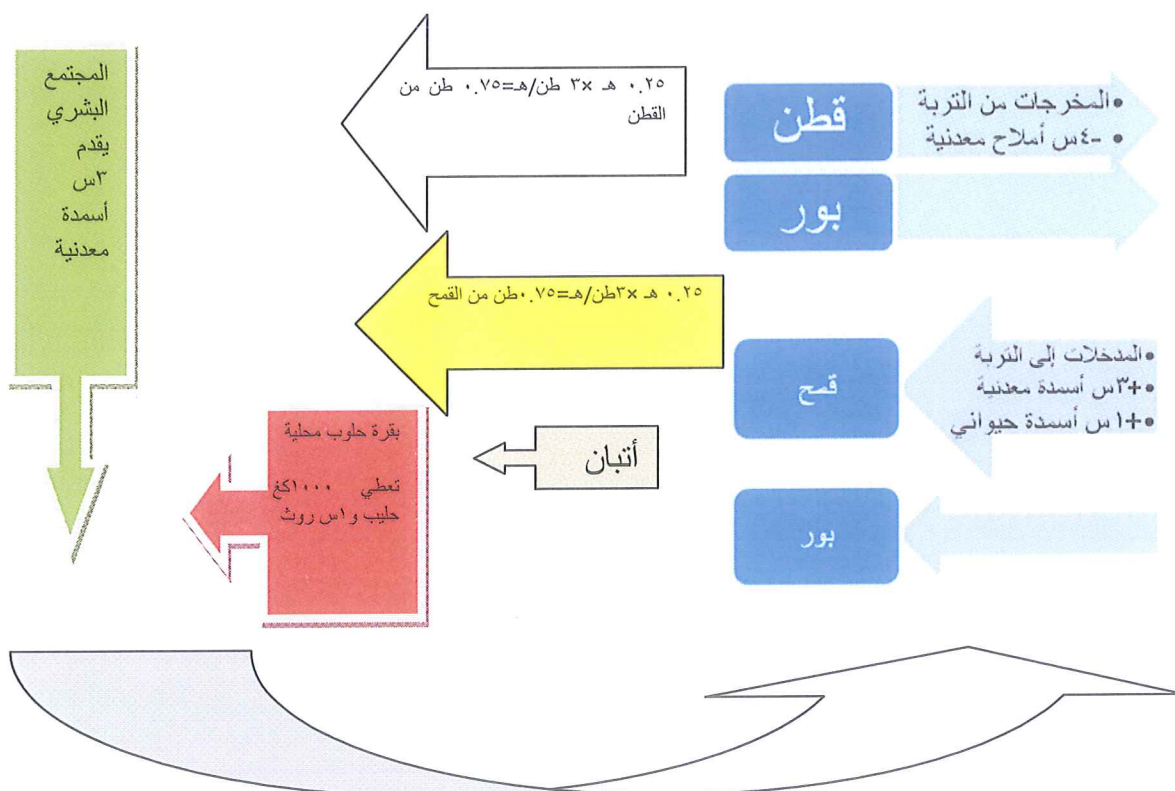 قطن
•المخرجات من التربة
•-٤س أملاح معدنية
بور
٠.٢٥ هـ ×٣ طن/هـ=٠.٧٥ طن من
القطن
المجتمع
البشري
يقدم
٣س
أسمدة
معدنية
٠.٢٥ هـ ×٣طن/هـ=٠.٧٥طن من القمح
•المدخلات إلى التربة
•+٣س أسمدة معدنية
•+١س أسمدة حيواني
قمح
أتبان
بقرة حلوب محلية
تعطي ١٠٠٠كغ
حليب و١س روث
بور